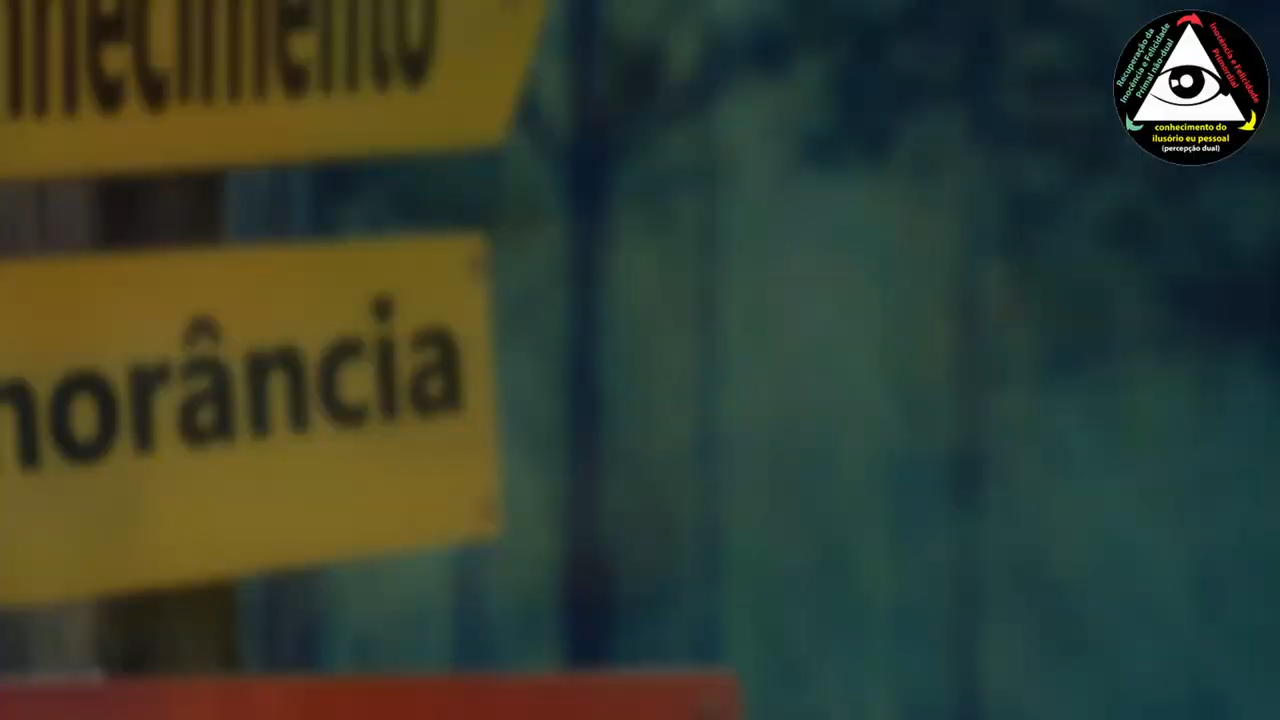 nhecimento
norância
Recuperação da
Inocência e Felicidade
Primal não-dual
Inocência e Felicidade
Primordial
conhecimento do
ilusório eu pessoal
(percepção dual)